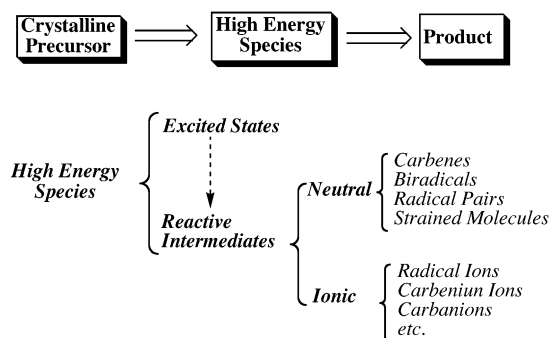 Crystalline
Precursor
High Energy
Species
Product
High Energy
Species
Excited States
Reactive
Intermediates
Neutral
Carbenes
Biradicals
Radical Pairs
Strained Molecules
Ionic
Radical Ions
Carbeniun Ions
Carbanions
etc.